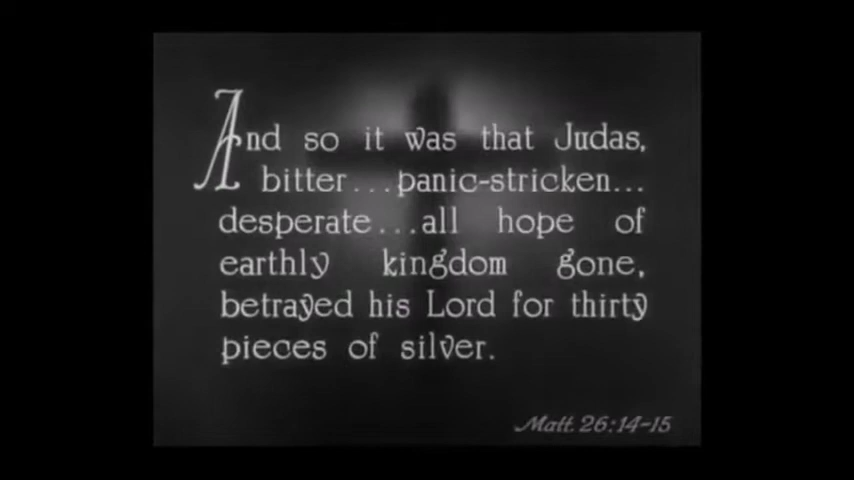 And so it was that Judas,
bitter...panic-stricken...
desperate...all hope of
earthly kingdom gone,
betrayed his Lord for thirty
pieces of silver.
Matt. 26:14-15